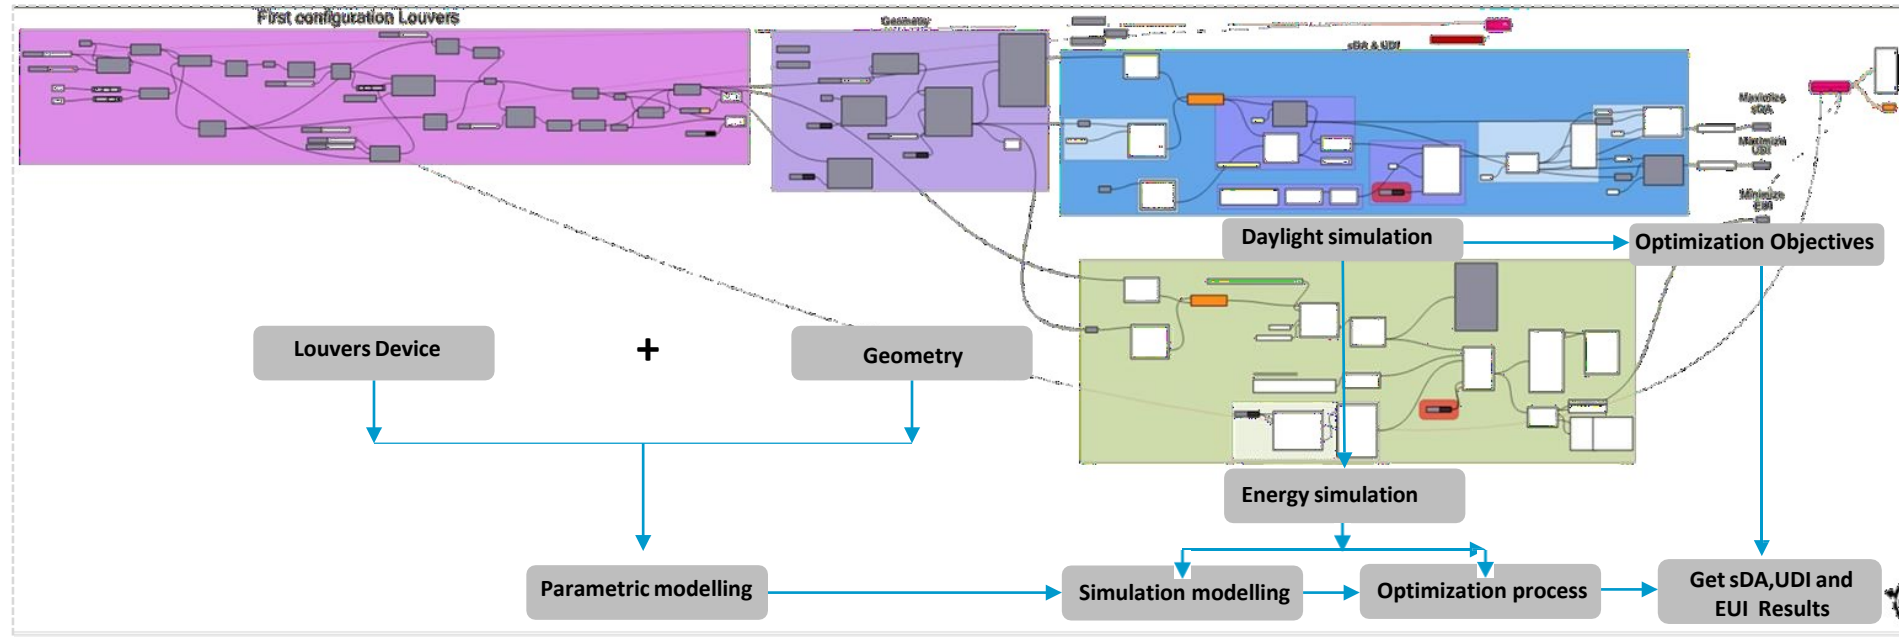 First configuration Louvers
Geometry
sDA & UDI
Maximize
sDA
Maximize
UDI
Minimize
EUI
Daylight simulation
Optimization Objectives
Louvers Device
+
Geometry
Energy simulation
Parametric modelling
Simulation modelling
Optimization process
Get sDA,UDI and
EUI Results